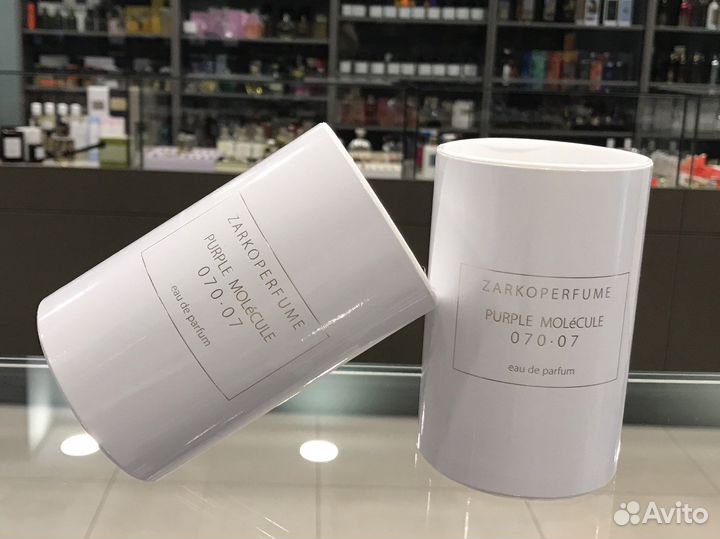 ZARKOPERFUME
PURPLE MOLéCULE
070·07
eau de parfum
ZARKOPERFUME
PURPLE MOLéCULE
070·07
eau de parfum
Avito